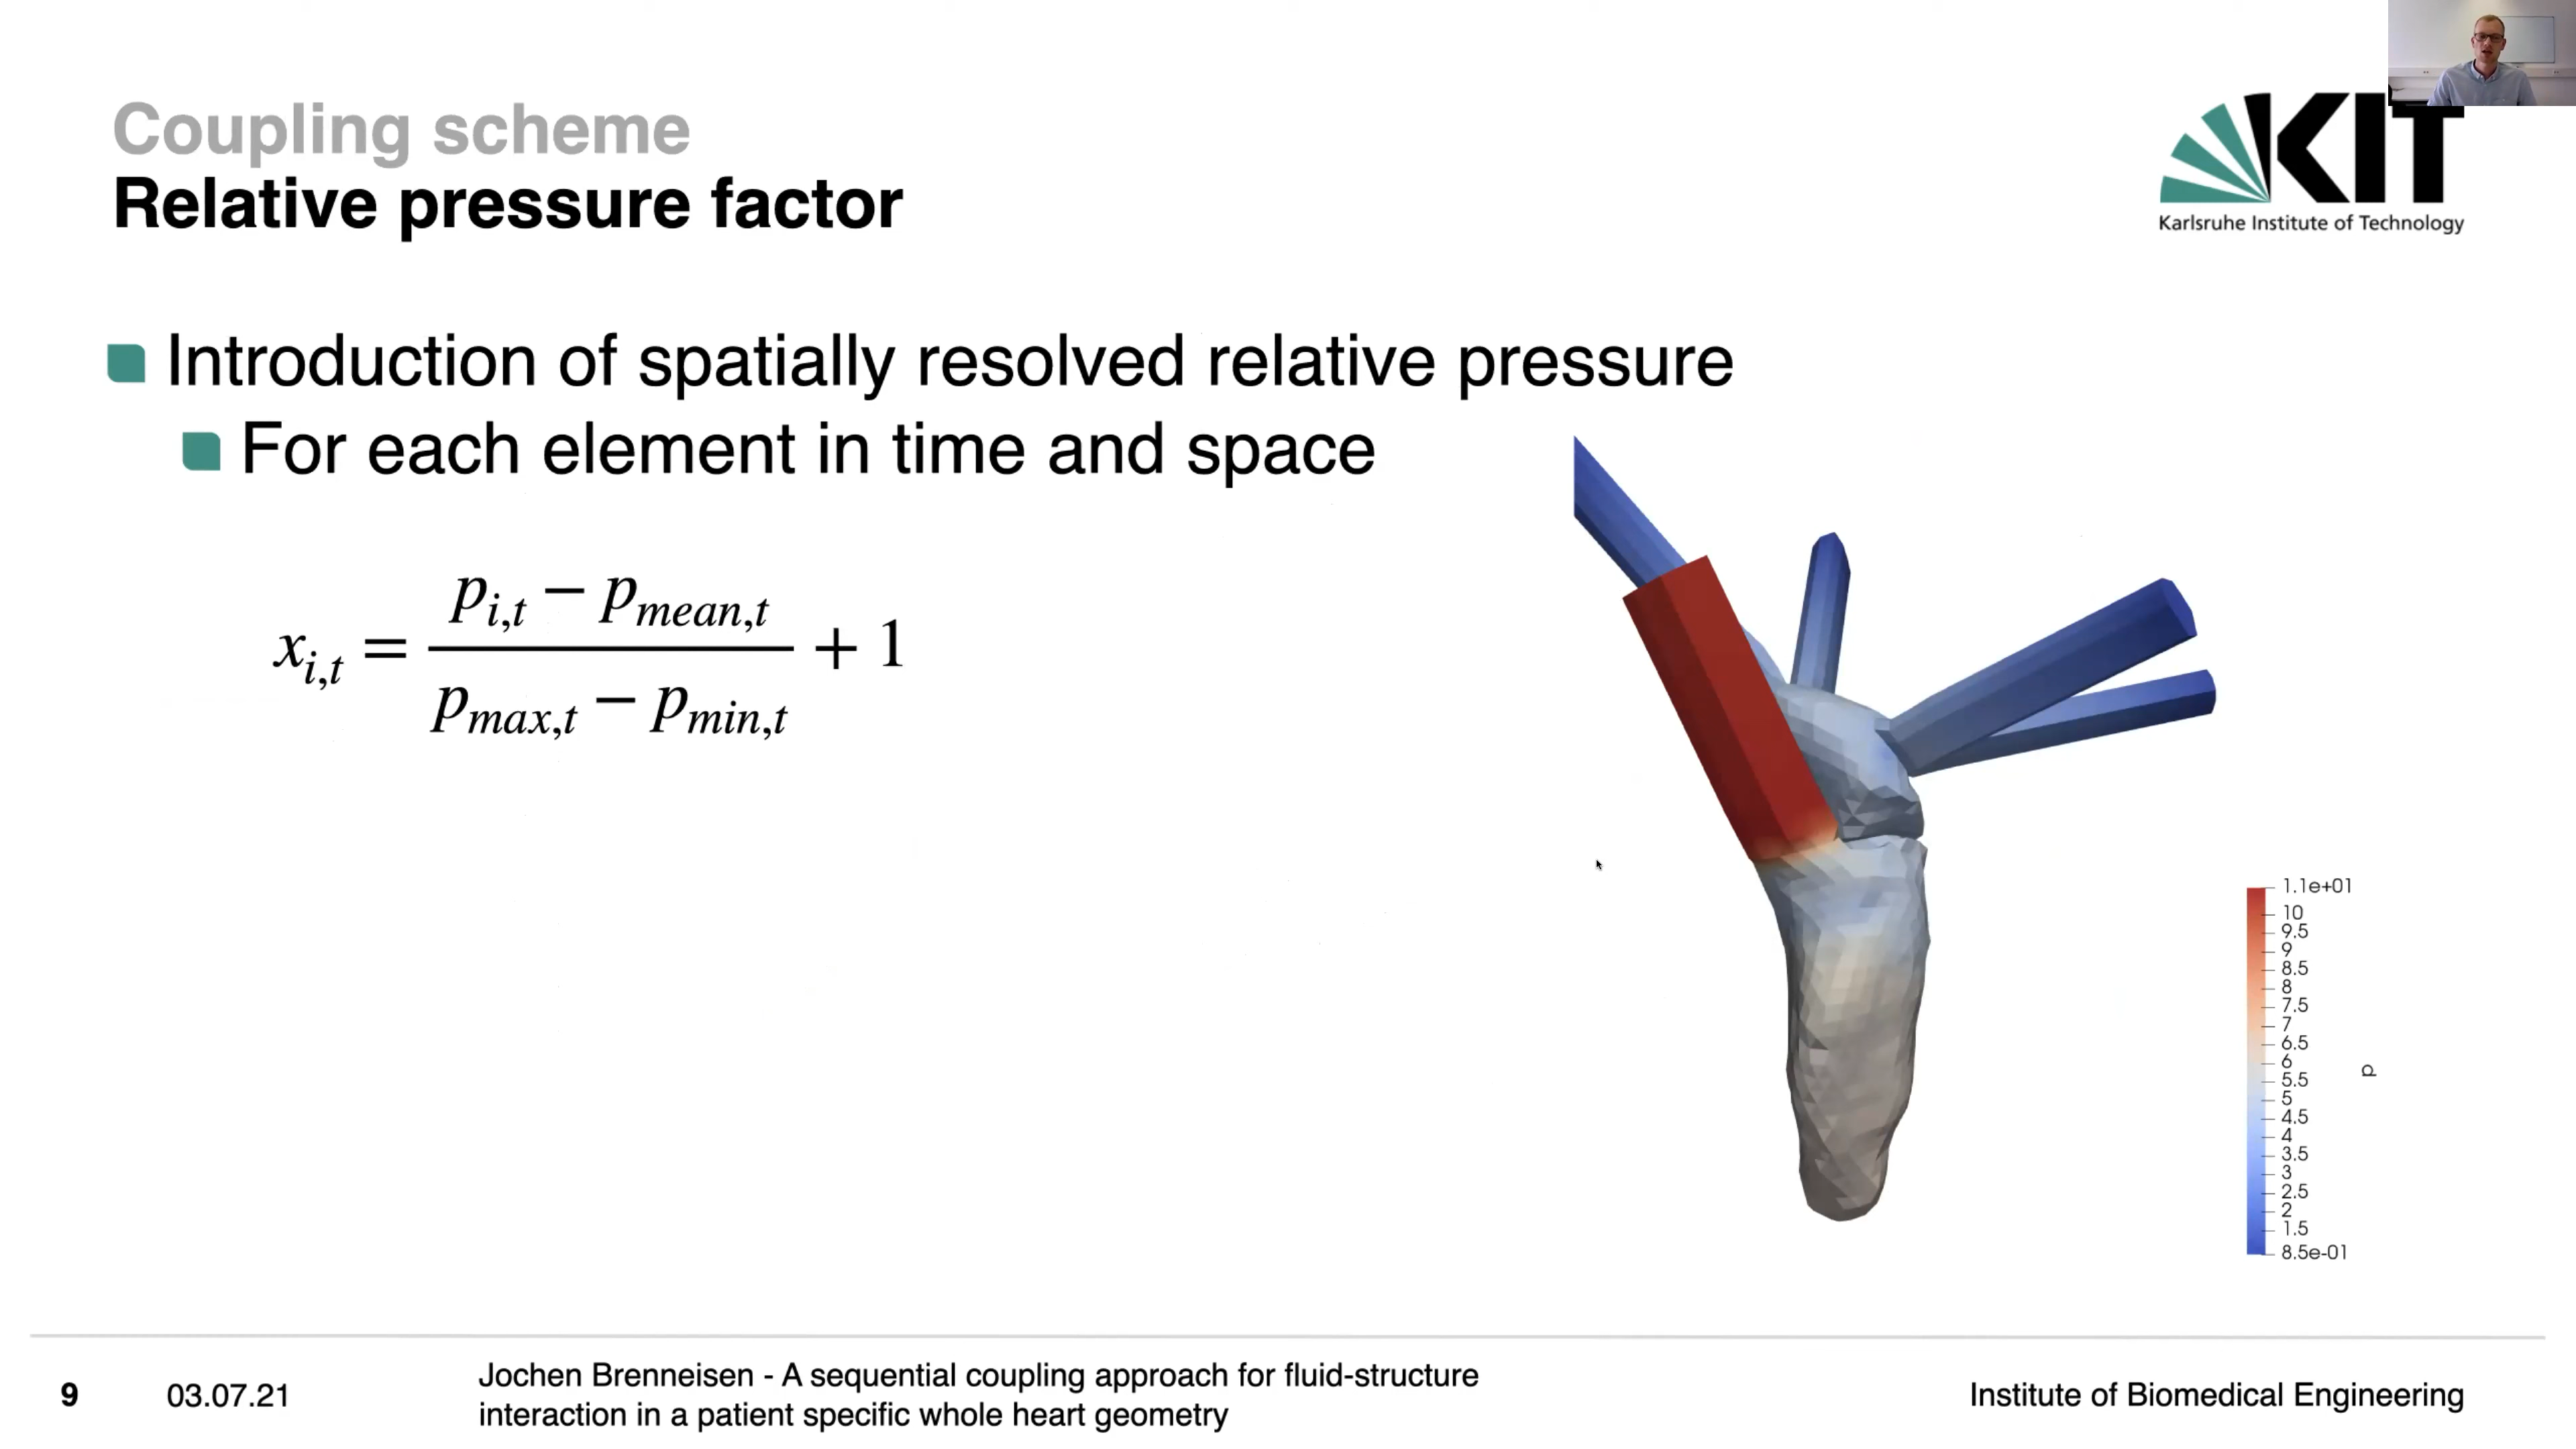 Coupling scheme
Relative pressure factor
KIT
Karlsruhe Institute of Technology
Introduction of spatially resolved relative pressure
For each element in time and space
x_{i,t} = \frac{p_{i,t} - p_{mean,t}}{p_{max,t} - p_{min,t}} + 1
1.1e+01
10
9.5
9
8.5
8
7.5
7
6.5
6
5.5
5
4.5
4
3.5
3
2.5
2
1.5
8.5e-01
p
9
03.07.21
Jochen Brenneisen - A sequential coupling approach for fluid-structure
interaction in a patient specific whole heart geometry
Institute of Biomedical Engineering